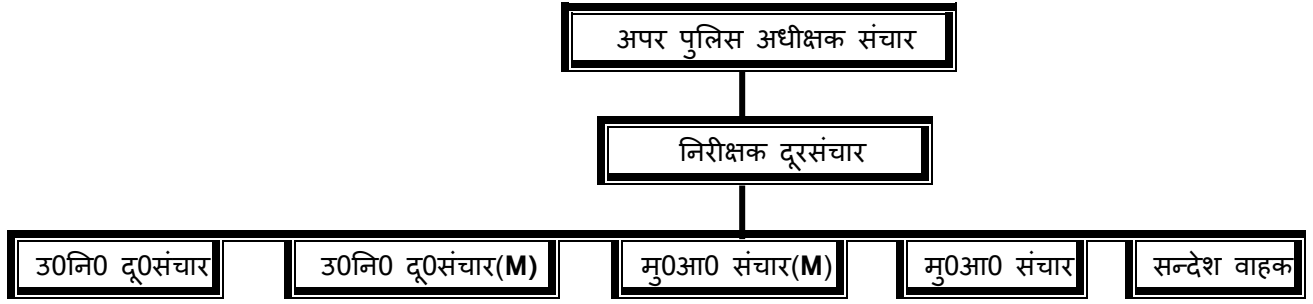 अपर पुलिस अधीक्षक संचार
निरीक्षक दूरसंचार
उ0नि0 दू0संचार
उ0नि0 दू0संचार(M)
मु0आ0 संचार(M)
मु0आ0 संचार
सन्देश वाहक